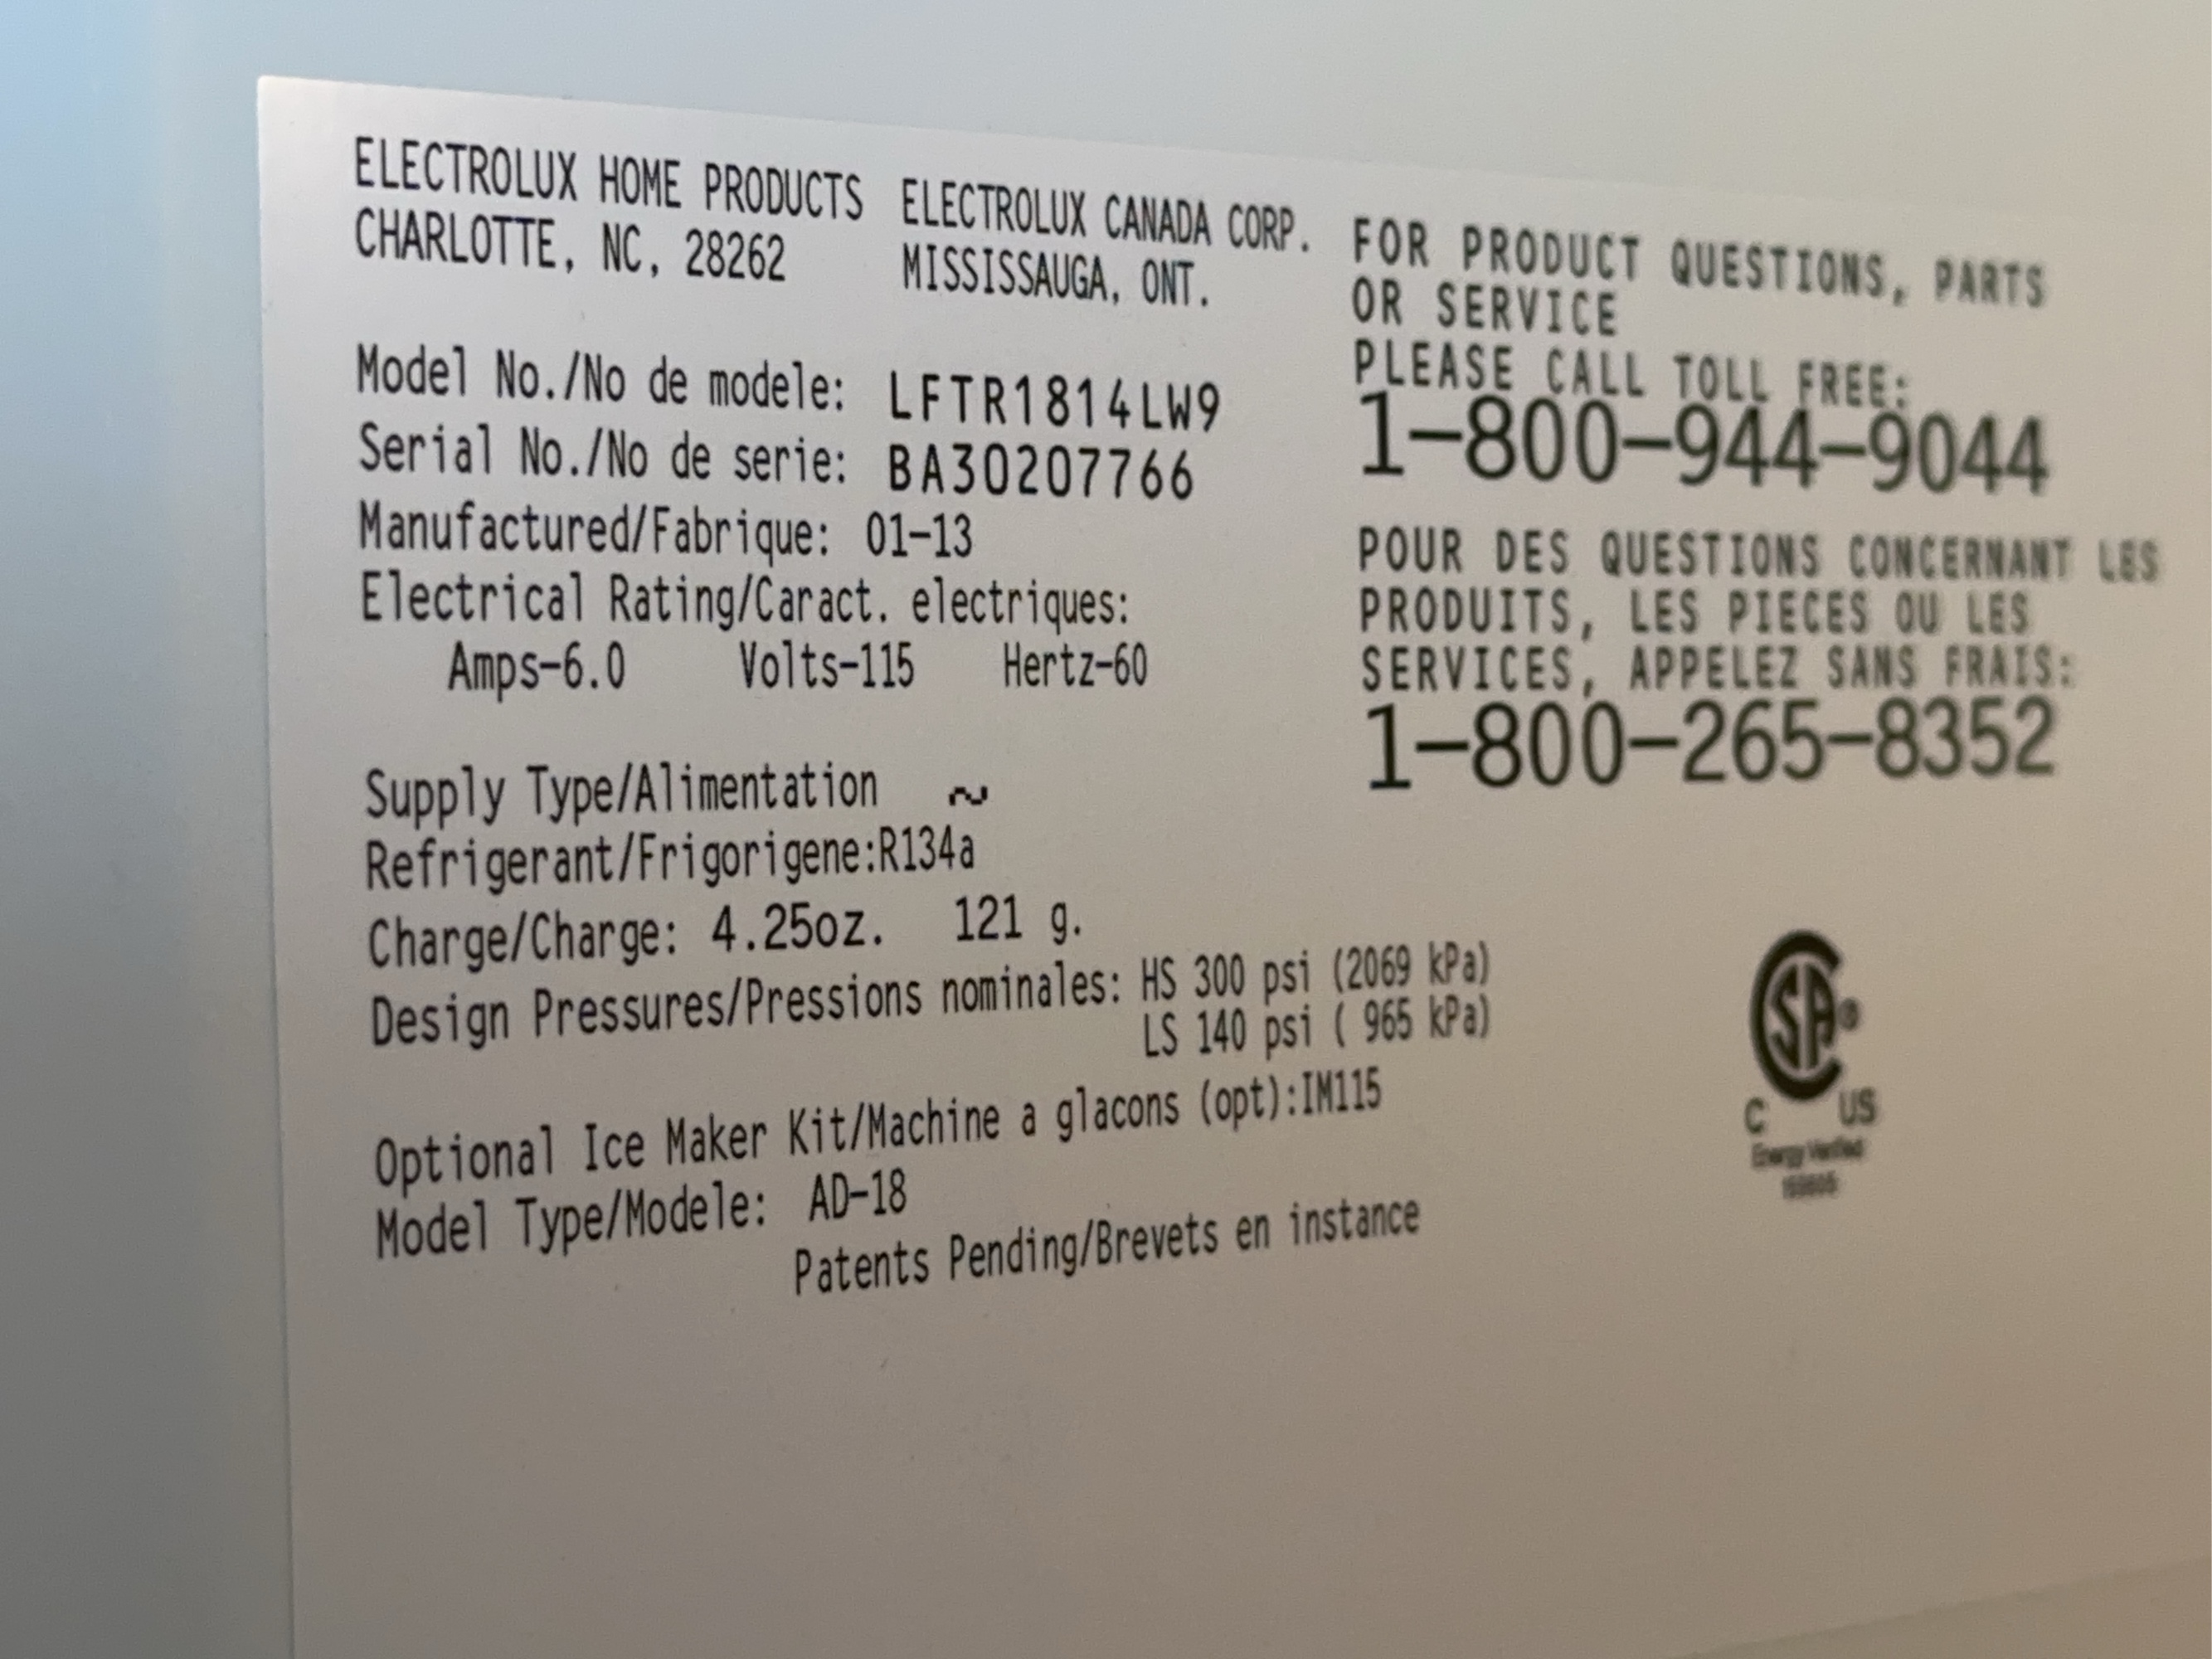 ELECTROLUX HOME PRODUCTS
CHARLOTTE, NC, 28262
ELECTROLUX CANADA CORP.
MISSISSAUGA, ONT.
Model No./No de modele: LFTR1814LW9
Serial No./No de serie: BA30207766
Manufactured/Fabrique: 01-13
Electrical Rating/Caract. electriques:
Amps-6.0 Volts-115 Hertz-60
Supply Type/Alimentation ~
Refrigerant/Frigorigene:R134a
Charge/Charge: 4.25oz. 121 g.
Design Pressures/Pressions nominales: HS 300 psi (2069 kPa)
LS 140 psi ( 965 kPa)
Optional Ice Maker Kit/Machine a glacons (opt):IM115
Model Type/Modele: AD-18
Patents Pending/Brevets en instance
FOR PRODUCT QUESTIONS, PARTS
OR SERVICE
PLEASE CALL TOLL FREE:
1-800-944-9044
POUR DES QUESTIONS CONCERNANT LES
PRODUITS, LES PIECES OU LES
SERVICES, APPELEZ SANS FRAIS:
1-800-265-8352
CSA®
C US
Energy Verified